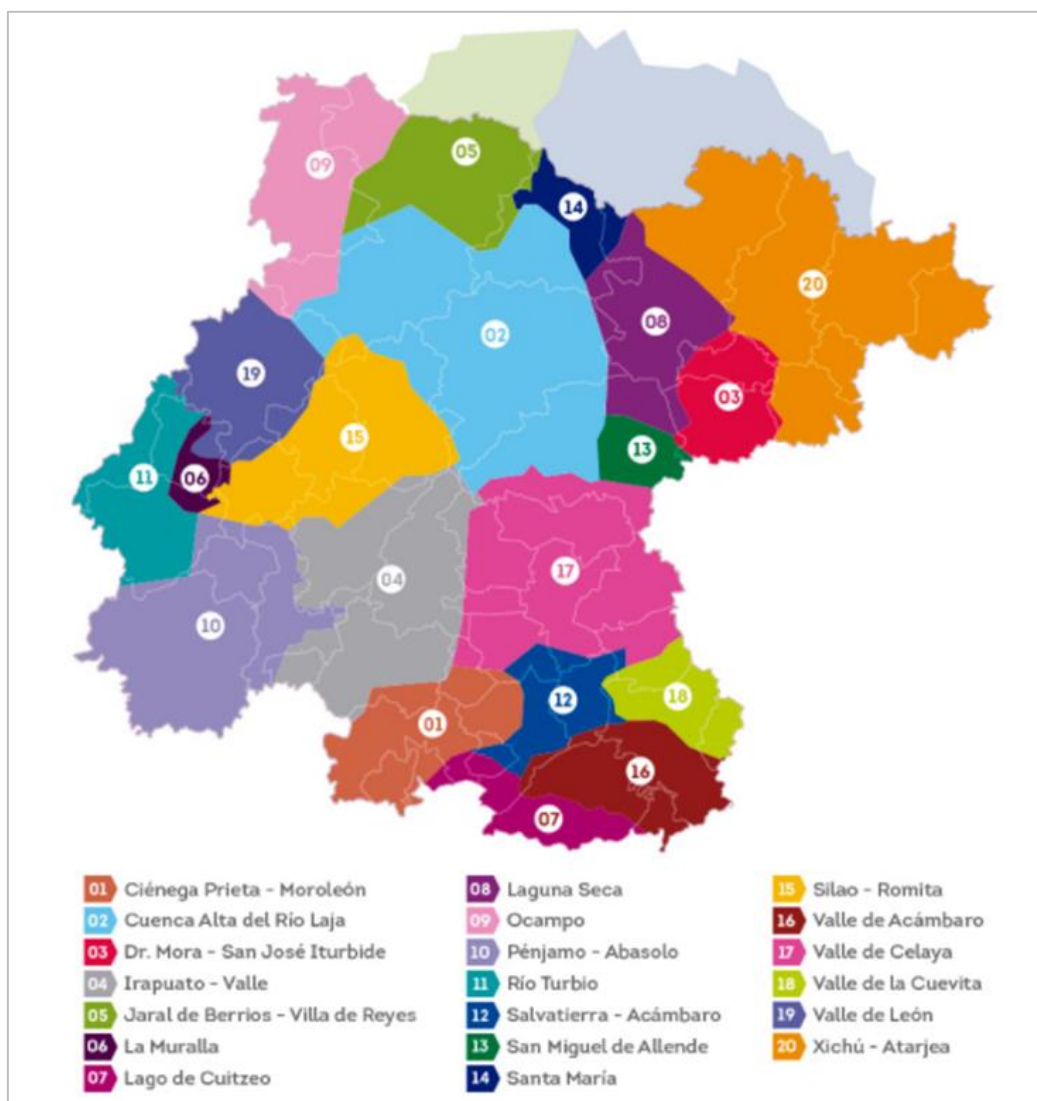 09
05
14
20
02
08
19
03
15
13
11
06
04
17
10
18
12
01
16
07
01 Ciénega Prieta - Moroleón
02 Cuenca Alta del Río Laja
03 Dr. Mora - San José Iturbide
04 Irapuato - Valle
05 Jaral de Berrios - Villa de Reyes
06 La Muralla
07 Lago de Cuitzeo
08 Laguna Seca
09 Ocampo
10 Pénjamo - Abasolo
11 Río Turbio
12 Salvatierra - Acámbaro
13 San Miguel de Allende
14 Santa María
15 Silao - Romita
16 Valle de Acámbaro
17 Valle de Celaya
18 Valle de la Cuevita
19 Valle de León
20 Xichú - Atarjea